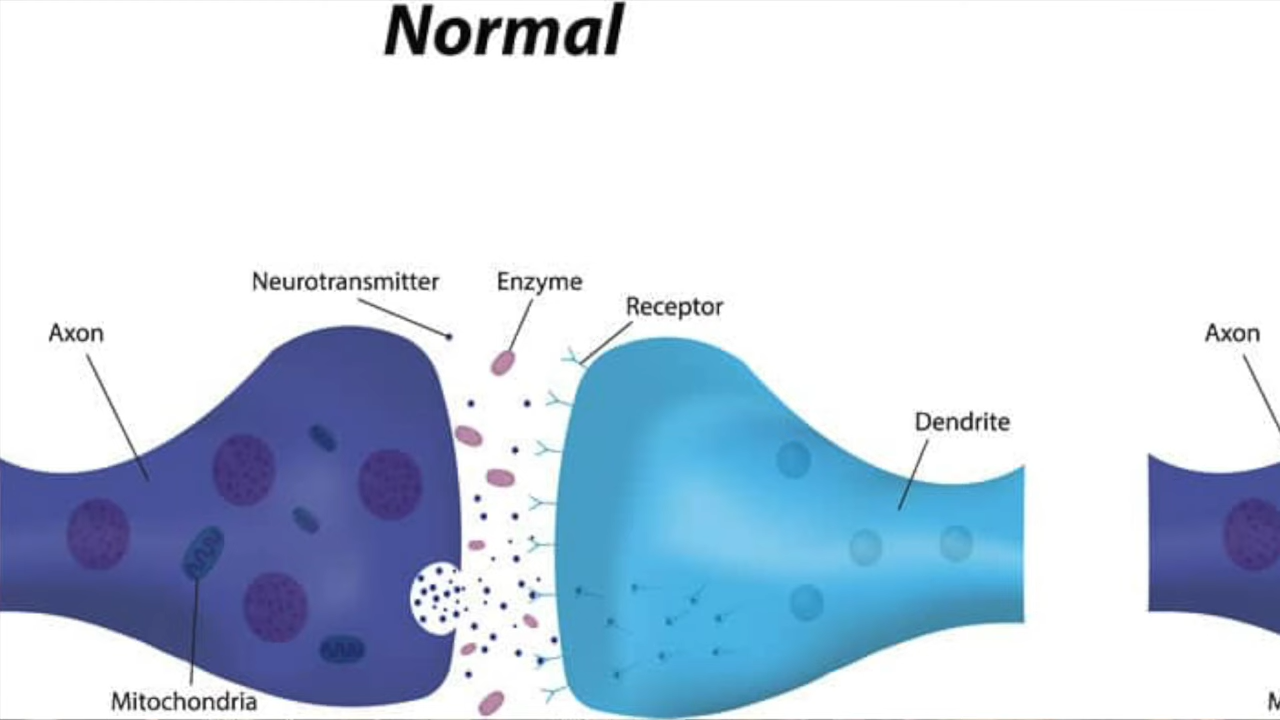 Normal
Neurotransmitter
Enzyme
Receptor
Axon
Axon
Dendrite
Mitochondria
M